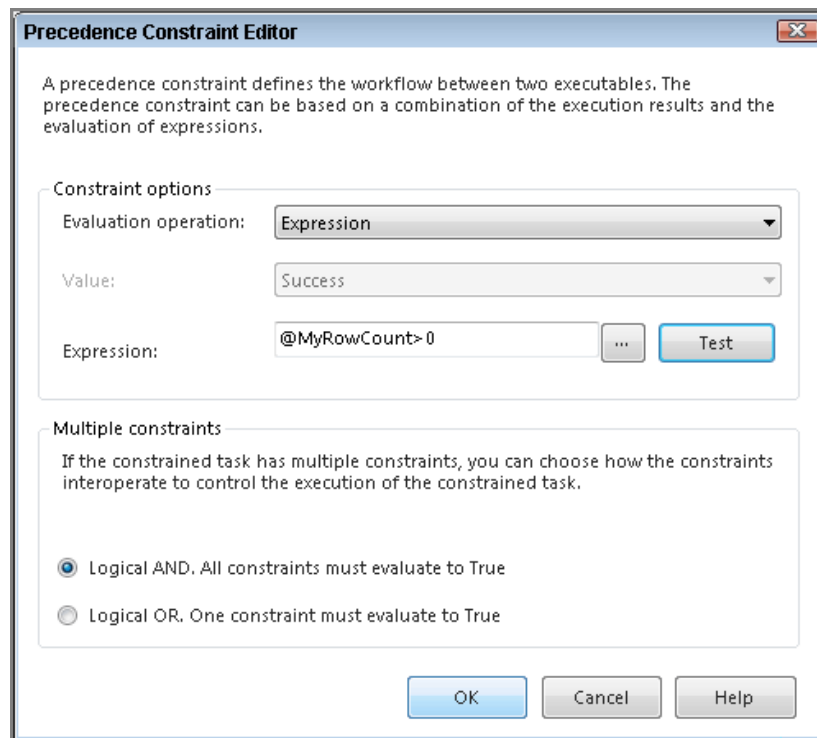 Precedence Constraint Editor
A precedence constraint defines the workflow between two executables. The
precedence constraint can be based on a combination of the execution results and the
evaluation of expressions.
Constraint options
Evaluation operation: Expression
Value: Success
Expression: @MyRowCount>0 ... Test
Multiple constraints
If the constrained task has multiple constraints, you can choose how the constraints
interoperate to control the execution of the constrained task.
Logical AND. All constraints must evaluate to True
Logical OR. One constraint must evaluate to True
OK Cancel Help